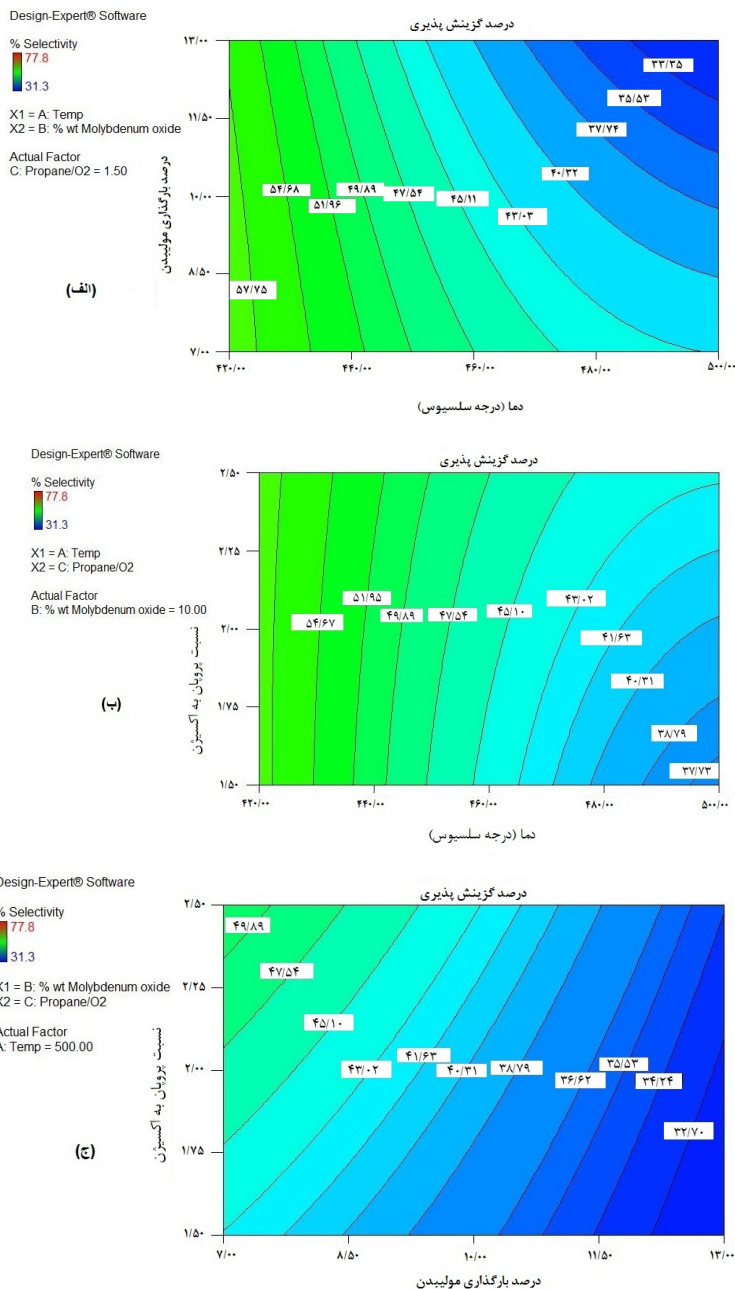 Design-Expert® Software
% Selectivity
77.8
31.3
X1 = A: Temp
X2 = B: % wt Molybdenum oxide
Actual Factor
C: Propane/O2 = 1.50
(الف)
درصد گزینش پذیری
درصد بارگذاری مولیبدن
۱۳/۰۰
۱۱/۵۰
۱۰/۰۰
۸/۵۰
۷/۰۰
۳۳/۳۵
۳۵/۵۳
۳۷/۷۴
۴۰/۳۲
۵۴/۶۸
۴۹/۸۹
۴۷/۵۴
۴۵/۱۱
۵۱/۹۶
۴۳/۰۳
۵۷/۷۵
۴۲۰/۰۰
۴۴۰/۰۰
۴۶۰/۰۰
۴۸۰/۰۰
۵۰۰/۰۰
دما (درجه سلسیوس)
Design-Expert® Software
% Selectivity
77.8
31.3
X1 = A: Temp
X2 = C: Propane/O2
Actual Factor
B: % wt Molybdenum oxide = 10.00
(ب)
درصد گزینش پذیری
نسبت پروپان به اکسیژن
۲/۵۰
۲/۲۵
۲/۰۰
۱/۷۵
۱/۵۰
۵۱/۹۵
۴۳/۰۲
۵۴/۶۷
۴۹/۸۹
۴۷/۵۴
۴۵/۱۰
۴۱/۶۳
۴۰/۳۱
۳۸/۷۹
۳۷/۷۳
۴۲۰/۰۰
۴۴۰/۰۰
۴۶۰/۰۰
۴۸۰/۰۰
۵۰۰/۰۰
دما (درجه سلسیوس)
Design-Expert® Software
% Selectivity
77.8
31.3
X1 = B: % wt Molybdenum oxide
X2 = C: Propane/O2
Actual Factor
A: Temp = 500.00
(ج)
درصد گزینش پذیری
نسبت پروپان به اکسیژن
۲/۵۰
۲/۲۵
۲/۰۰
۱/۷۵
۱/۵۰
۴۹/۸۹
۴۷/۵۴
۴۵/۱۰
۴۳/۰۲
۴۱/۶۳
۴۰/۳۱
۳۸/۷۹
۳۶/۶۲
۳۵/۵۳
۳۴/۲۴
۳۲/۷۰
۷/۰۰
۸/۵۰
۱۰/۰۰
۱۱/۵۰
۱۳/۰۰
درصد بارگذاری مولیبدن